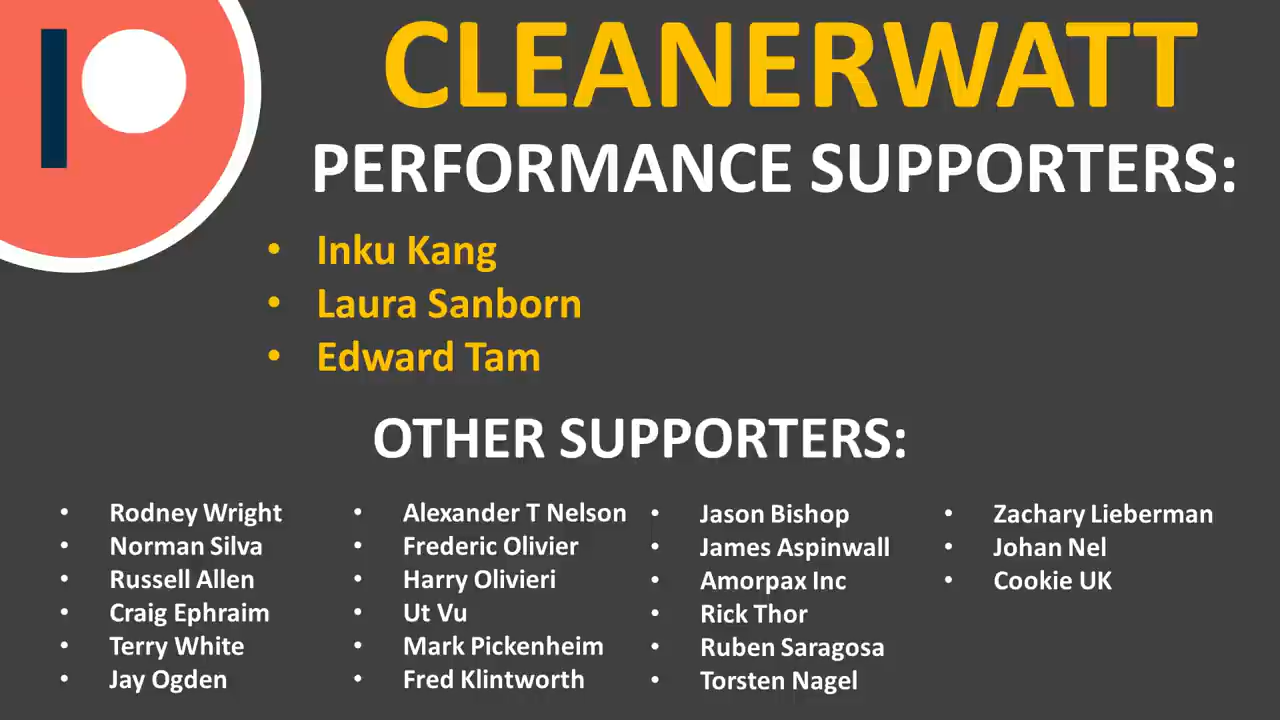 CLEANERWATT
PERFORMANCE SUPPORTERS:
• Inku Kang
• Laura Sanborn
• Edward Tam
OTHER SUPPORTERS:
• Rodney Wright
• Norman Silva
• Russell Allen
• Craig Ephraim
• Terry White
• Jay Ogden
• Alexander T Nelson
• Frederic Olivier
• Harry Olivieri
• Ut Vu
• Mark Pickenheim
• Fred Klintworth
• Jason Bishop
• James Aspinwall
• Amorpax Inc
• Rick Thor
• Ruben Saragosa
• Torsten Nagel
• Zachary Lieberman
• Johan Nel
• Cookie UK